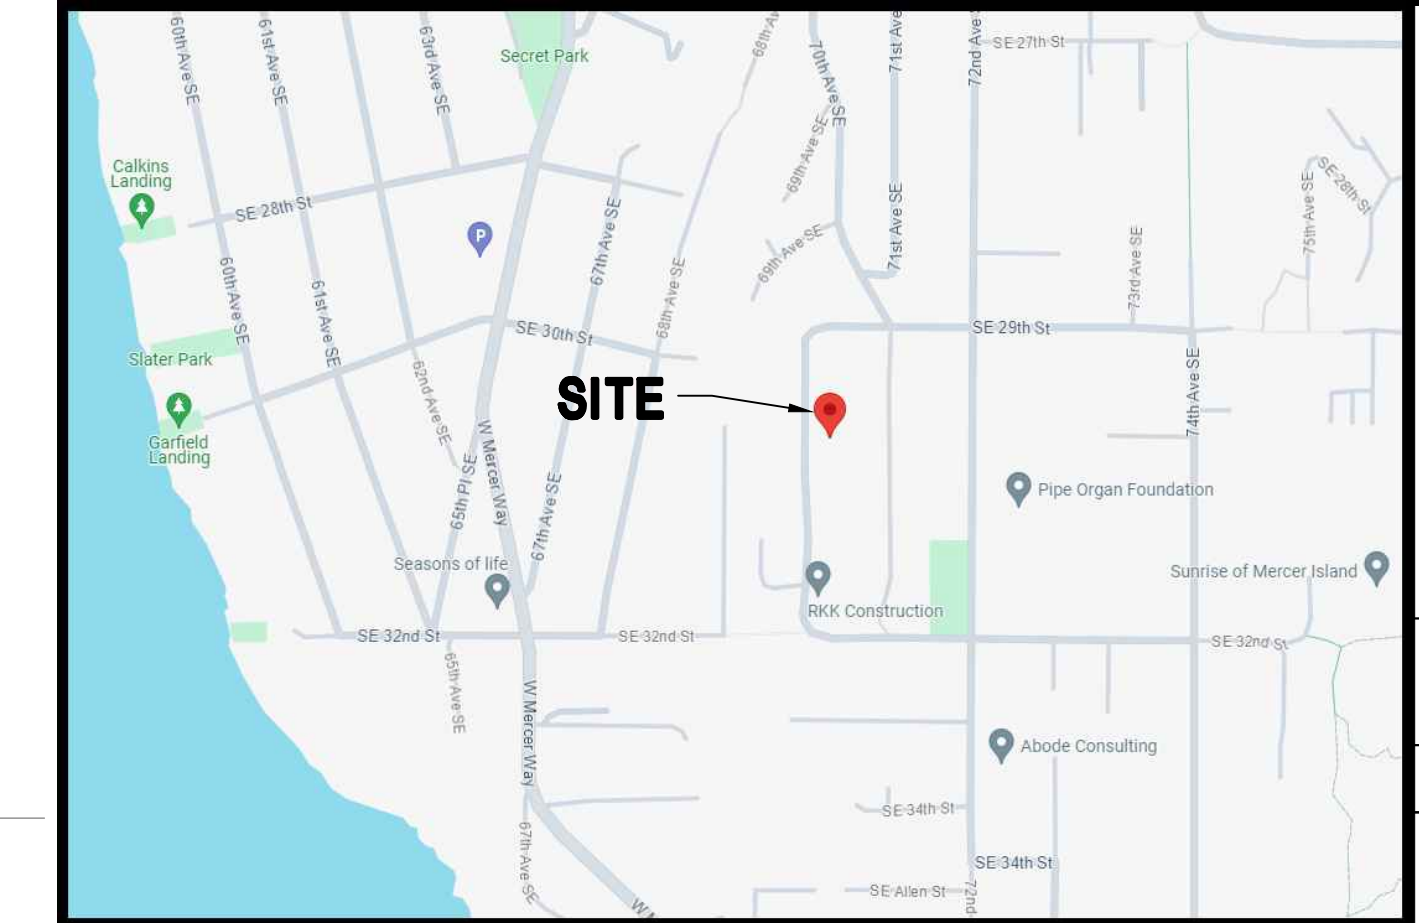 60th Ave SE
61st Ave SE
63rd Ave SE
Secret Park
68th Av
70th Ave SE
71st Ave
72nd Ave S
SE 27th St
Calkins
Landing
SE 28th St
P
67th Ave SE
69th Ave SE
69th Ave SE
71st Ave SE
73rd Ave SE
75th Ave SE
SE 28th St
60th Ave SE
61st Ave SE
68th Ave SE
SE 30th St
SE 29th St
Slater Park
62nd Ave SE
SITE
74th Ave SE
Garfield
Landing
65th Pl SE
W Mercer Way
67th Ave SE
Pipe Organ Foundation
Seasons of life
RKK Construction
Sunrise of Mercer Island
SE 32nd St
SE 32nd St
SE 32nd St
65th Ave SE
W Mercer Way
Abode Consulting
SE 34th St
67th Ave SE
SE 34th St
SE Allen St
72nd
W M